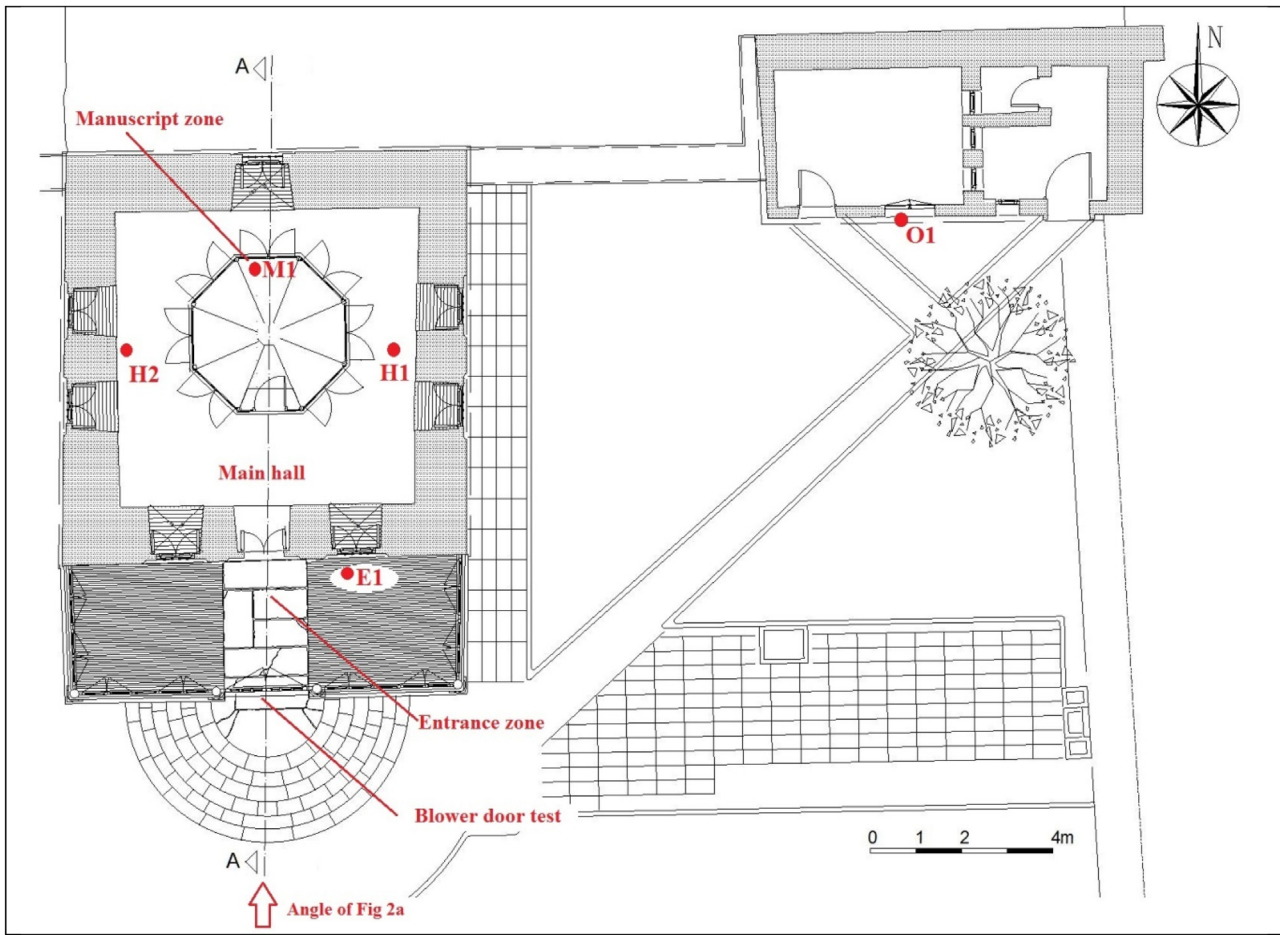 N
A
Manuscript zone
M1
O1
H2
H1
Main hall
E1
Entrance zone
Blower door test
0 1 2 4m
A
Angle of Fig 2a